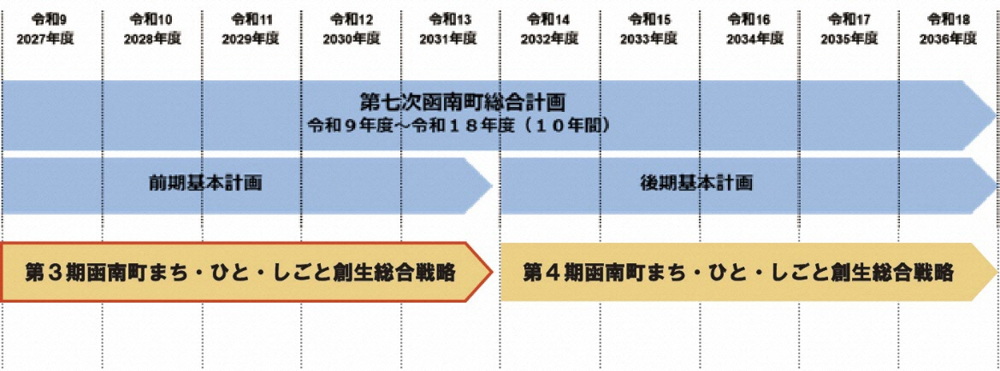 令和9 令和10 令和11 令和12 令和13 令和14 令和15 令和16 令和17 令和18
2027年度 2028年度 2029年度 2030年度 2031年度 2032年度 2033年度 2034年度 2035年度 2036年度
第七次函南町総合計画
令和９年度～令和１８年度（１０年間）
前期基本計画 後期基本計画
第３期函南町まち・ひと・しごと創生総合戦略 第４期函南町まち・ひと・しごと創生総合戦略